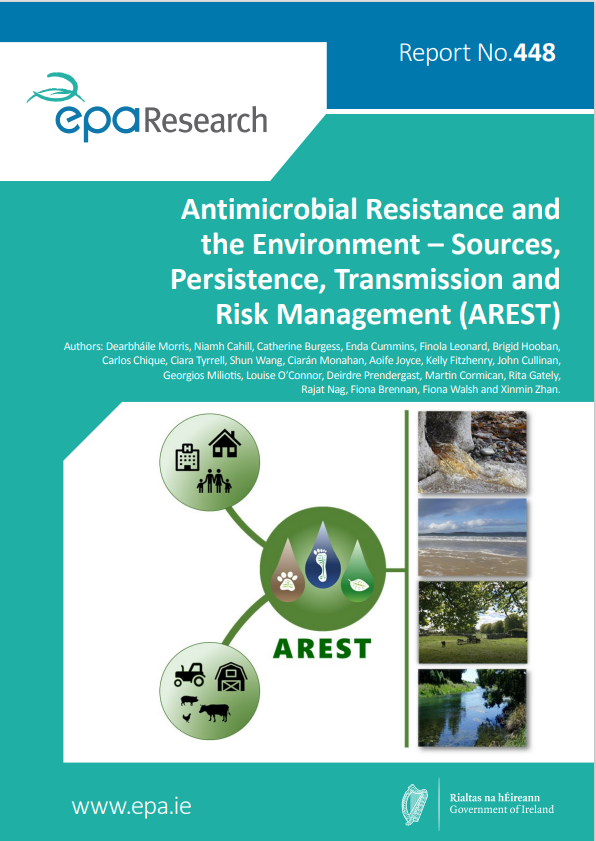 Report No.448
epaResearch
Antimicrobial Resistance and
the Environment – Sources,
Persistence, Transmission and
Risk Management (AREST)
Authors: Dearbháile Morris, Niamh Cahill, Catherine Burgess, Enda Cummins, Finola Leonard, Brigid Hooban,
Carlos Chique, Ciara Tyrrell, Shun Wang, Ciarán Monahan, Aoife Joyce, Kelly Fitzhenry, John Cullinan,
Georgios Miliotis, Louise O'Connor, Deirdre Prendergast, Martin Cormican, Rita Gately,
Rajat Nag, Fiona Brennan, Fiona Walsh and Xinmin Zhan.
H
AREST
www.epa.ie
Rialtas na hÉireann
Government of Ireland